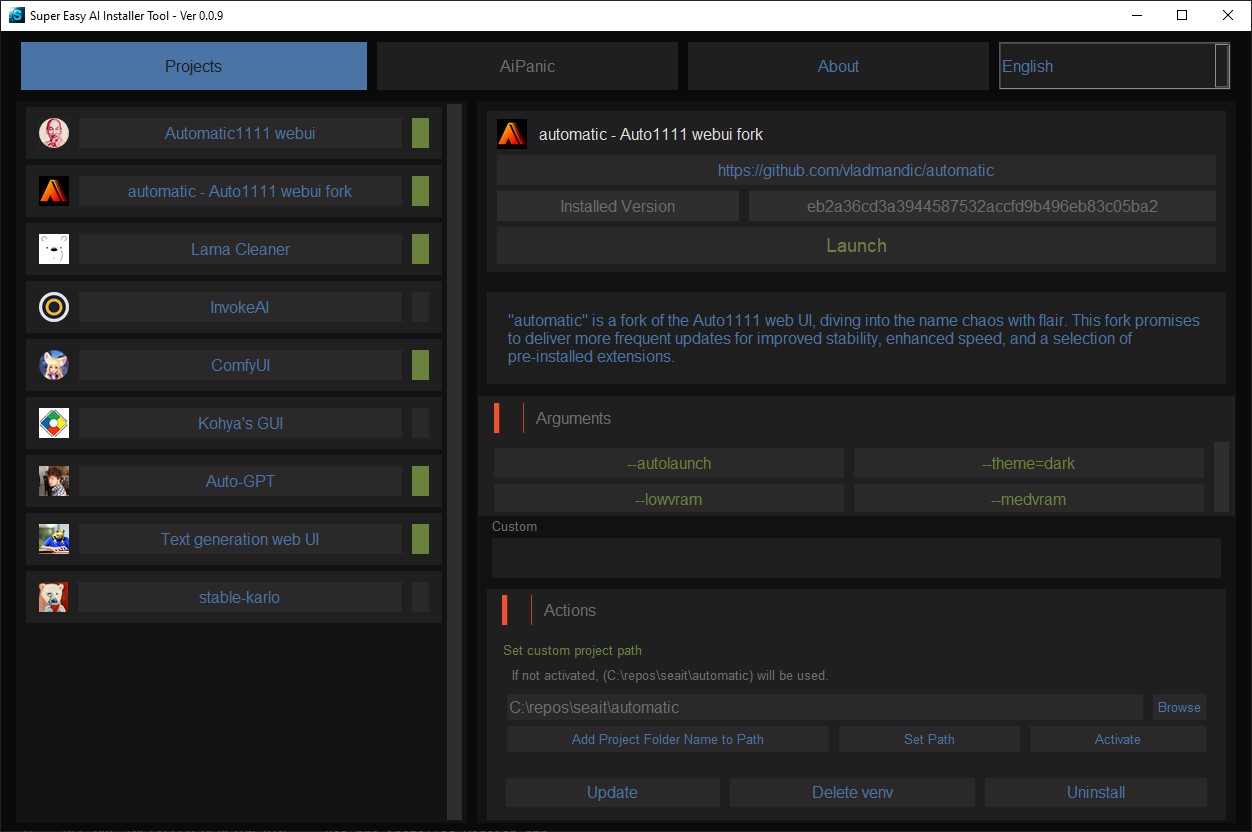 Super Easy AI Installer Tool - Ver 0.0.9
Projects
AiPanic
About
English
Automatic1111 webui
automatic - Auto1111 webui fork
Lama Cleaner
InvokeAI
ComfyUI
Kohya's GUI
Auto-GPT
Text generation web UI
stable-karlo
automatic - Auto1111 webui fork
https://github.com/vladmandic/automatic
Installed Version
eb2a36cd3a3944587532accfd9b496eb83c05ba2
Launch
"automatic" is a fork of the Auto1111 web UI, diving into the name chaos with flair. This fork promises
to deliver more frequent updates for improved stability, enhanced speed, and a selection of
pre-installed extensions.
Arguments
--autolaunch
--theme=dark
--lowvram
--medvram
Custom
Actions
Set custom project path
If not activated, (C:\repos\seait\automatic) will be used.
C:\repos\seait\automatic
Browse
Add Project Folder Name to Path
Set Path
Activate
Update
Delete venv
Uninstall